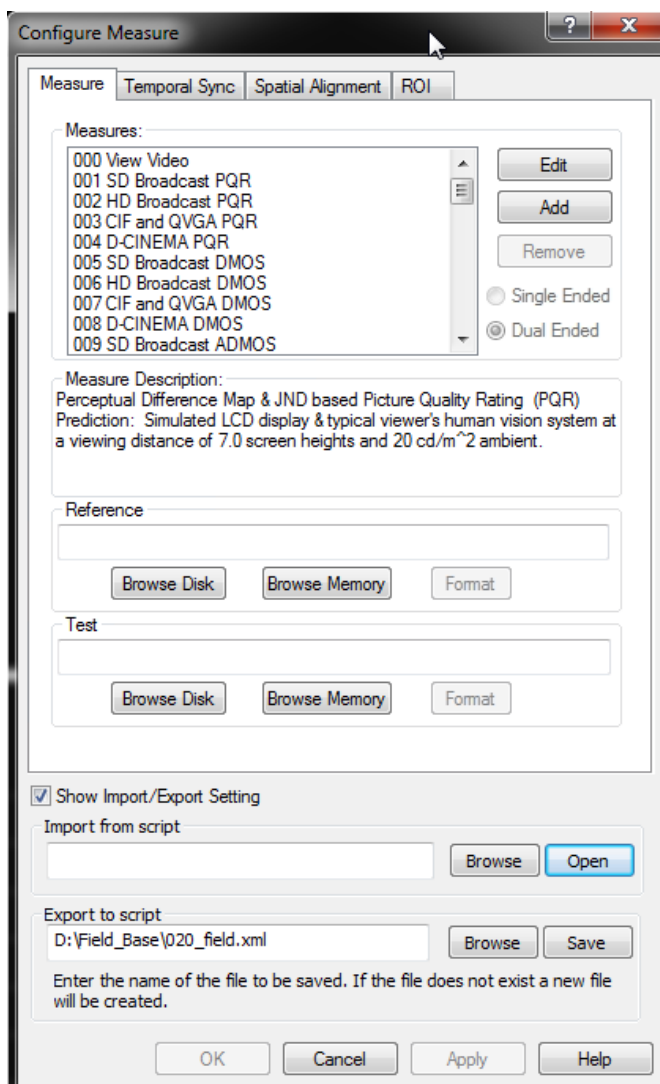 Configure Measure
?
X
Measure
Temporal Sync
Spatial Alignment
ROI
Measures:
000 View Video
001 SD Broadcast PQR
002 HD Broadcast PQR
003 CIF and QVGA PQR
004 D-CINEMA PQR
005 SD Broadcast DMOS
006 HD Broadcast DMOS
007 CIF and QVGA DMOS
008 D-CINEMA DMOS
009 SD Broadcast ADMOS
Edit
Add
Remove
Single Ended
Dual Ended
Measure Description:
Perceptual Difference Map & JND based Picture Quality Rating (PQR)
Prediction: Simulated LCD display & typical viewer's human vision system at
a viewing distance of 7.0 screen heights and 20 cd/m^2 ambient.
Reference
Browse Disk
Browse Memory
Format
Test
Browse Disk
Browse Memory
Format
Show Import/Export Setting
Import from script
Browse
Open
Export to script
D:\Field_Base\020_field.xml
Browse
Save
Enter the name of the file to be saved. If the file does not exist a new file
will be created.
OK
Cancel
Apply
Help